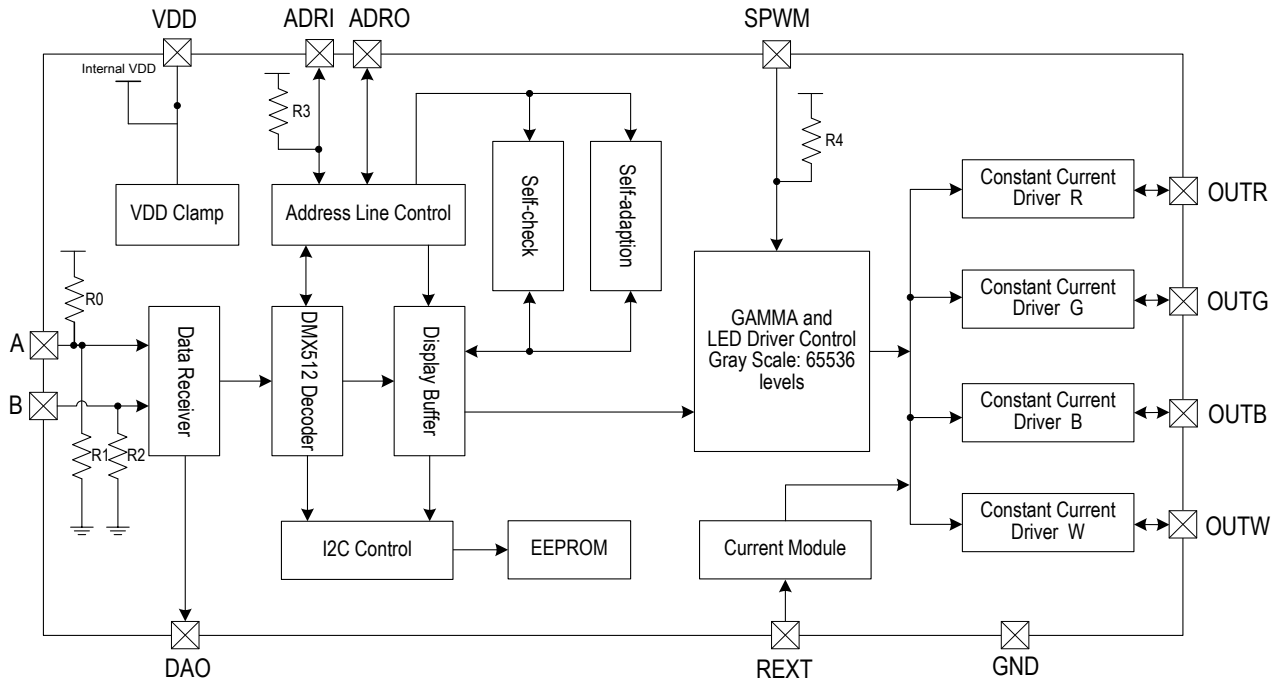 VDD
ADRI
ADRO
SPWM
Internal VDD
R3
R4
VDD Clamp
Address Line Control
Self-check
Self-adaption
Constant Current
Driver R
OUTR
R0
A
B
Data Receiver
DMX512 Decoder
Display Buffer
GAMMA and
LED Driver Control
Gray Scale: 65536
levels
Constant Current
Driver G
OUTG
Constant Current
Driver B
OUTB
R1
R2
I2C Control
EEPROM
Current Module
Constant Current
Driver W
OUTW
DAO
REXT
GND